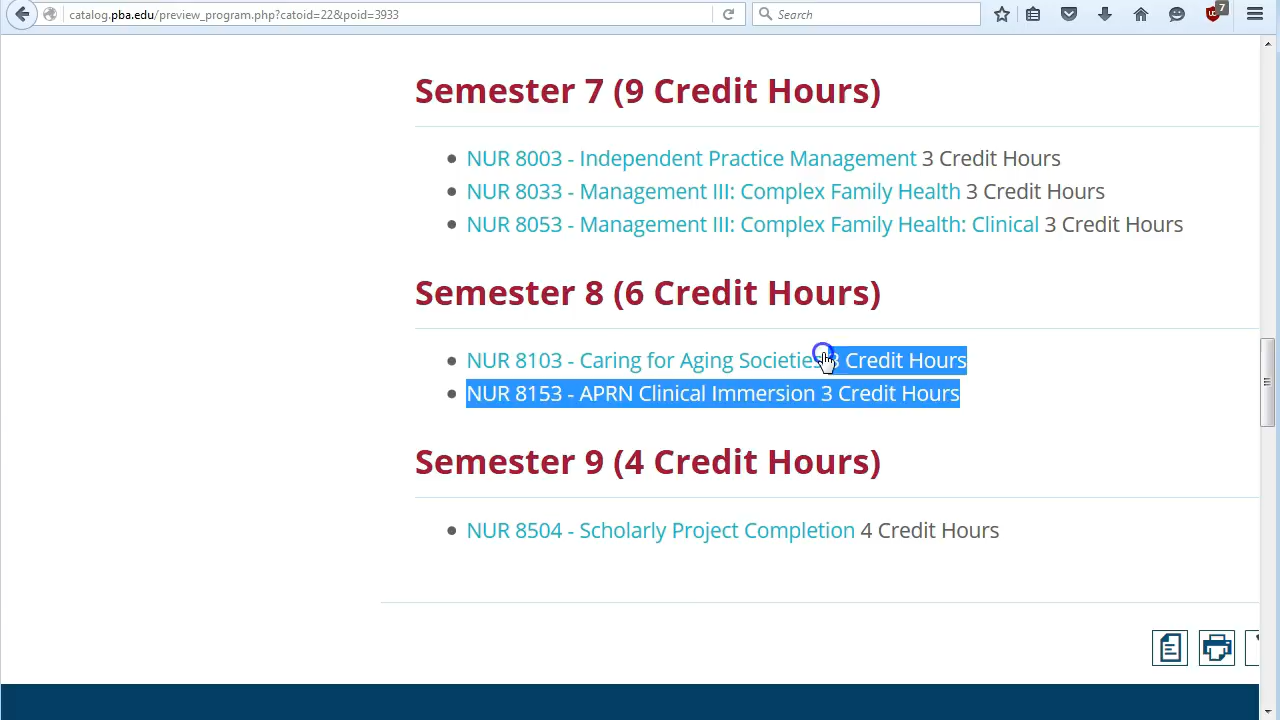 catalog.pba.edu/preview_program.php?catoid=22&poid=3933
Search
7
Semester 7 (9 Credit Hours)
NUR 8003 - Independent Practice Management 3 Credit Hours
NUR 8033 - Management III: Complex Family Health 3 Credit Hours
NUR 8053 - Management III: Complex Family Health: Clinical 3 Credit Hours
Semester 8 (6 Credit Hours)
NUR 8103 - Caring for Aging Societies 3 Credit Hours
NUR 8153 - APRN Clinical Immersion 3 Credit Hours
Semester 9 (4 Credit Hours)
NUR 8504 - Scholarly Project Completion 4 Credit Hours